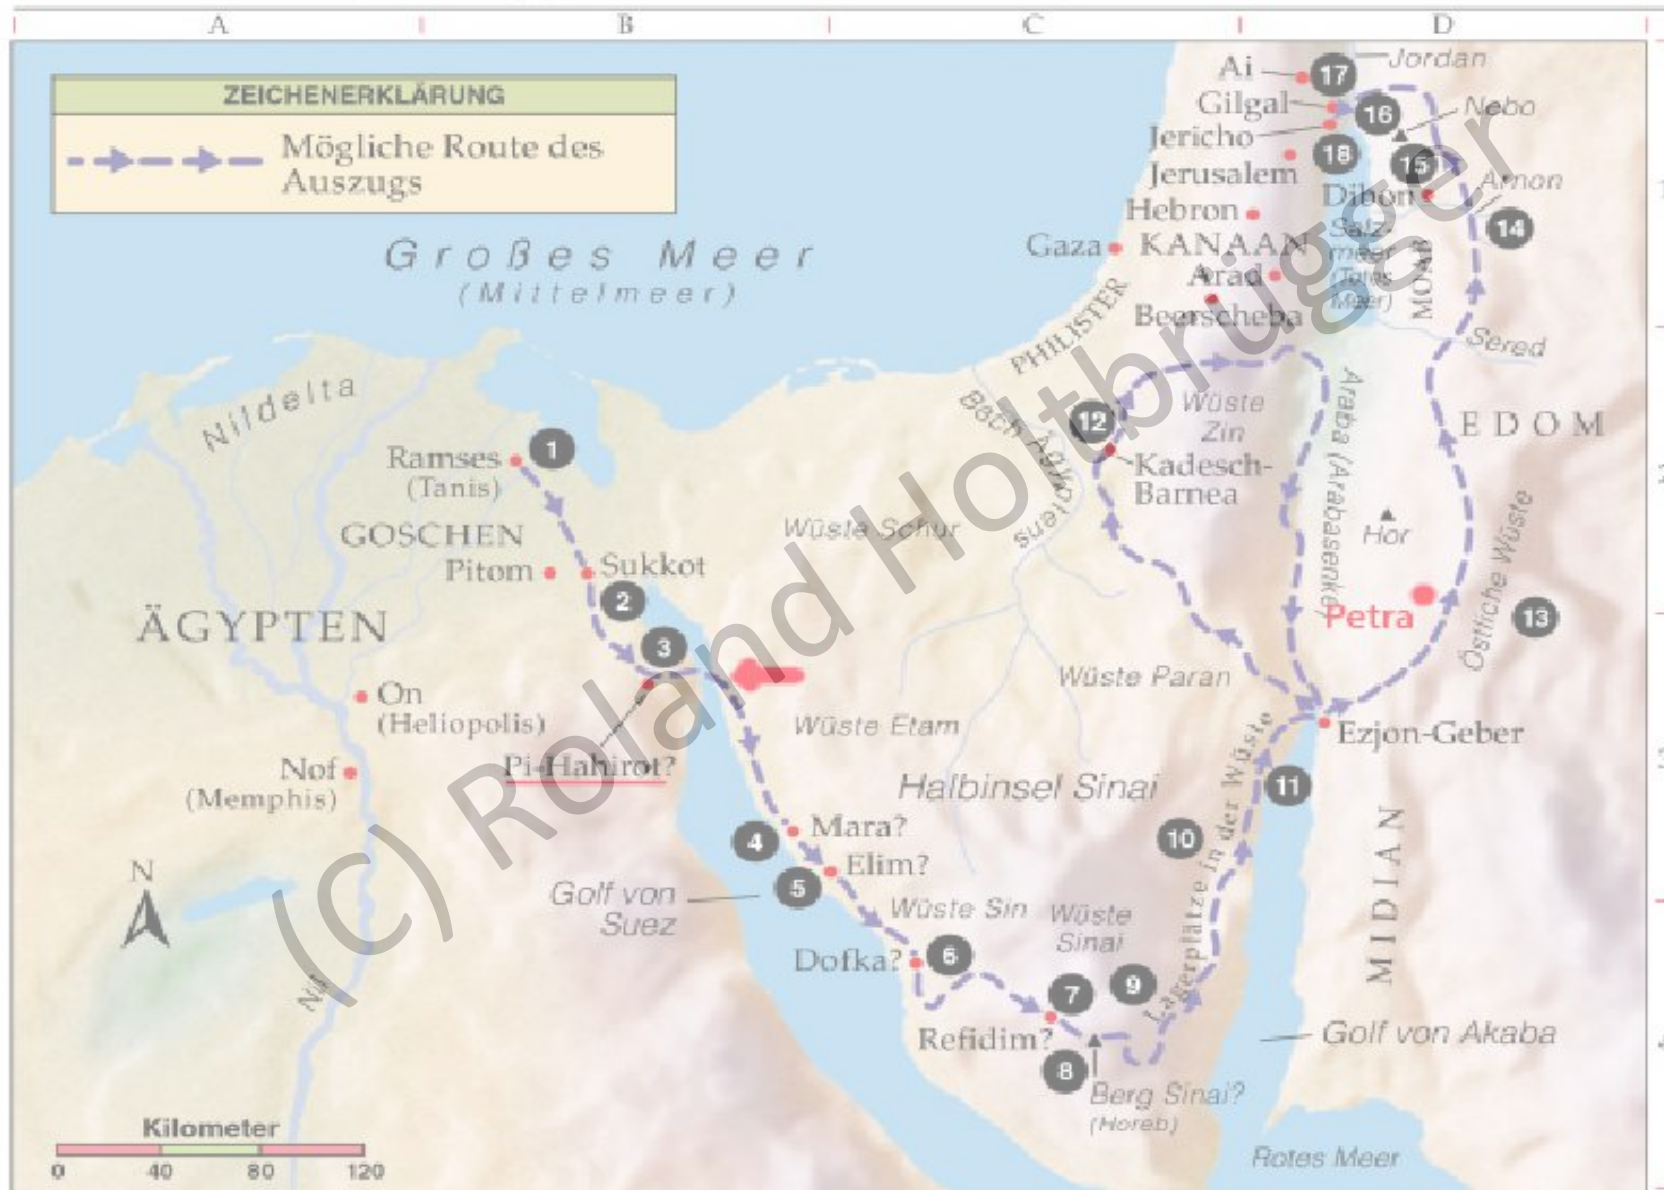 A B C D
ZEICHENERKLÄRUNG
Mögliche Route des
Auszugs
Großes Meer
(Mittelmeer)
Jordan
Ai
17
Gilgal
16
Nebo
Jericho
18
15
Jerusalem
Dibon
Arnon
14
Hebron
Salz-
meer
(Totes
Meer)
MOAB
Gaza
KANAAN
Arad
Beerscheba
PHILISTER
Sered
Nildelta
Bach Ägyptens
12
Wüste
Zin
Araba (Arabasenke)
EDOM
Ramses
(Tanis)
1
Kadesch-
Barnea
2
GOSCHEN
Wüste Schur
Hor
Pitom
Sukkot
2
ÄGYPTEN
3
Petra
Östliche Wüste
13
On
(Heliopolis)
Wüste Paran
Wüste Etam
Ezjon-Geber
Pi-Hahirot?
Nof
(Memphis)
Halbinsel Sinai
11
Lagerplätze in der Wüste
Mara?
4
10
MIDIAN
N
Elim?
5
Golf von
Suez
Wüste Sin
Wüste
Sinai
Dofka?
6
7
9
Nil
Refidim?
8
Golf von Akaba
Berg Sinai?
(Horeb)
Kilometer
0 40 80 120
Rotes Meer
(C) Roland Holtbrügger